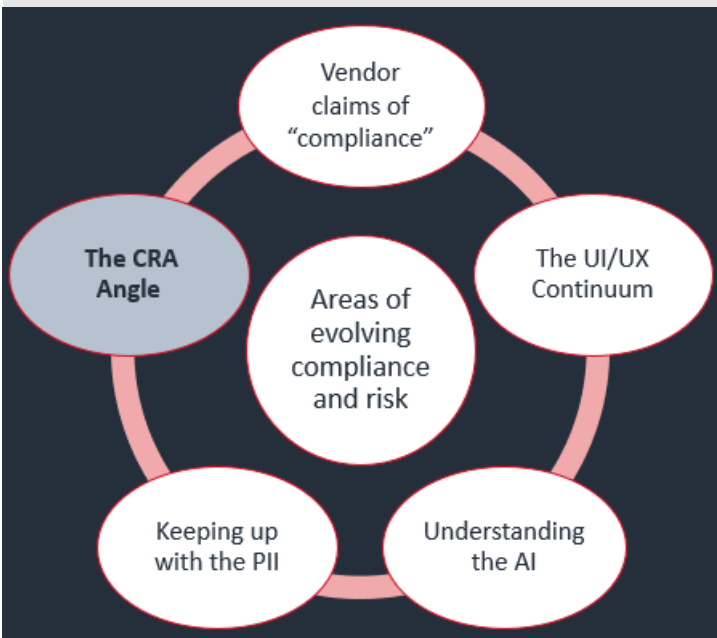 Vendor
claims of
“compliance”
The CRA
Angle
The UI/UX
Continuum
Areas of
evolving
compliance
and risk
Keeping up
with the PII
Understanding
the AI